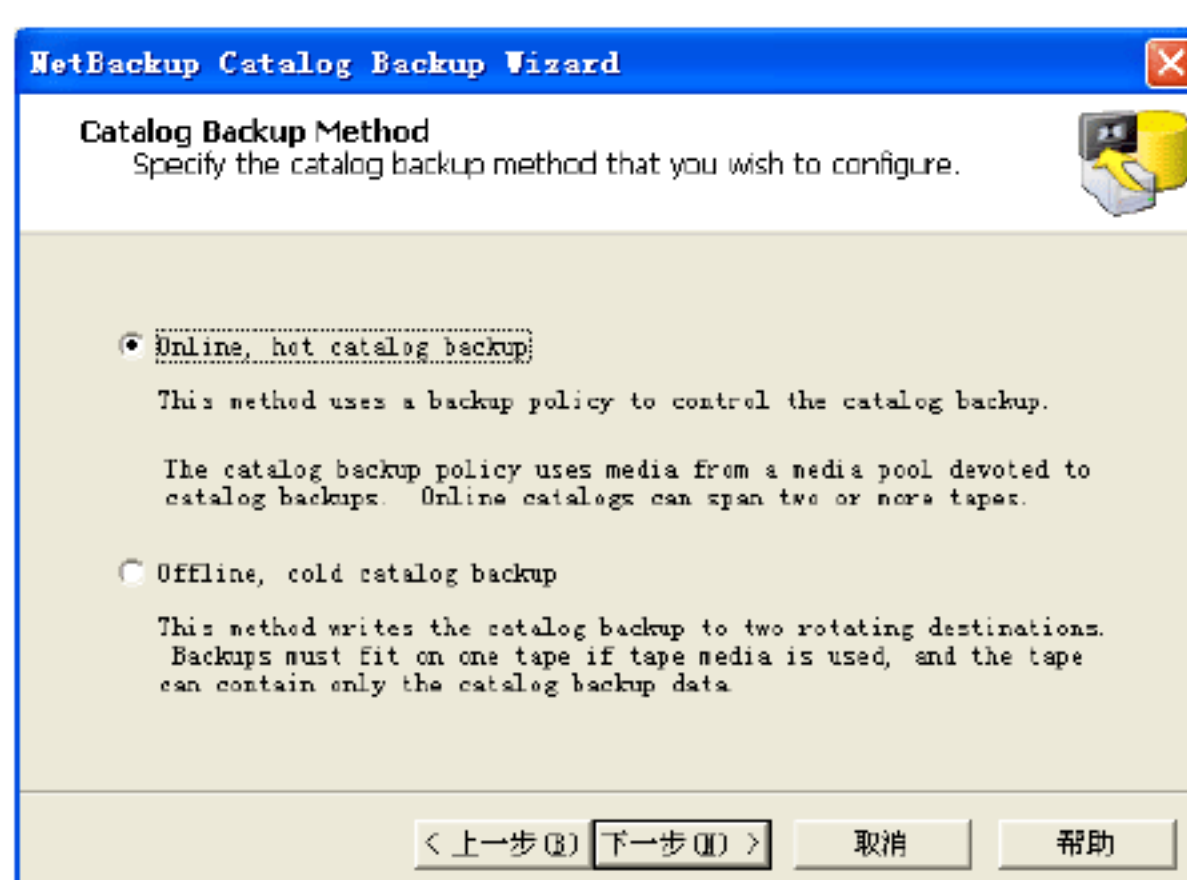 NetBackup Catalog Backup Wizard
Catalog Backup Method
Specify the catalog backup method that you wish to configure.
Online, hot catalog backup
This method uses a backup policy to control the catalog backup.
The catalog backup policy uses media from a media pool devoted to
catalog backups. Online catalogs can span two or more tapes.
Offline, cold catalog backup
This method writes the catalog backup to two rotating destinations.
Backups must fit on one tape if tape media is used, and the tape
can contain only the catalog backup data
< 上一步(B) 下一步(N) > 取消 帮助